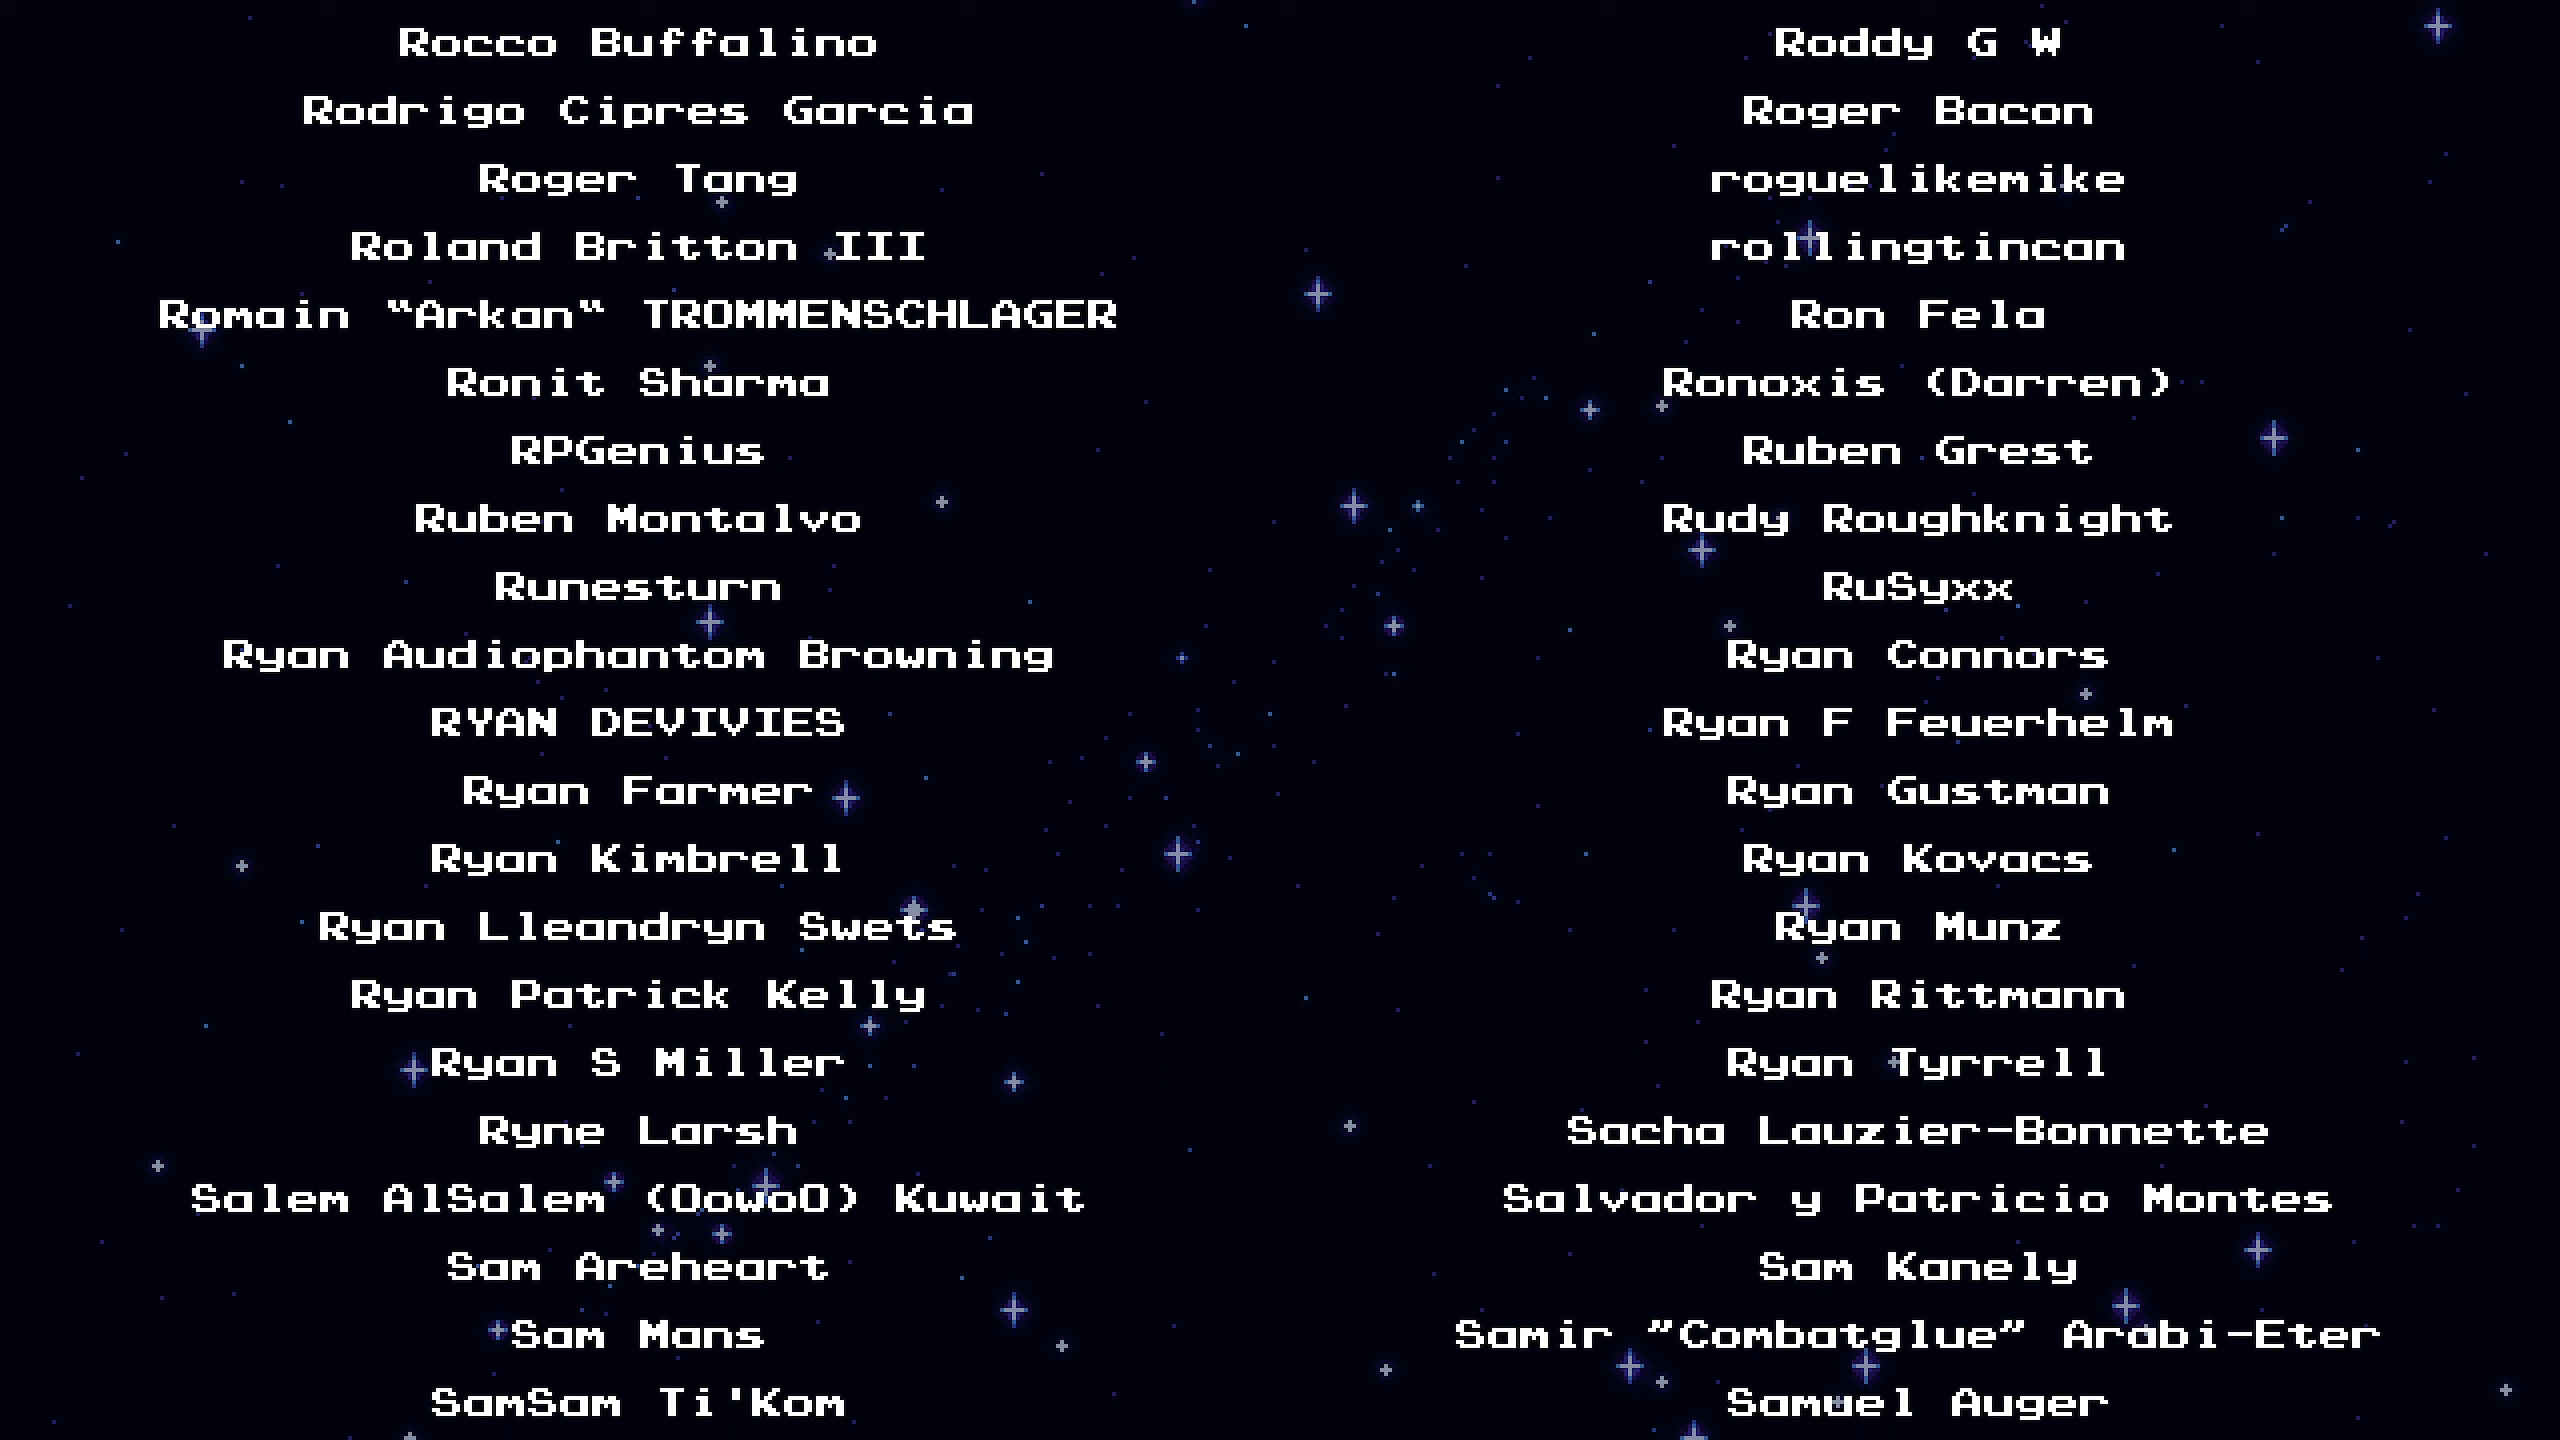 Rocco Buffalino
Roddy G W
Rodrigo Cipres Garcia
Roger Bacon
Roger Tang
roguelikemike
Roland Britton III
rollingtincan
Romain "Arkan" TROMMENSCHLAGER
Ron Fela
Ronit Sharma
Ronoxis (Darren)
RPGenius
Ruben Grest
Ruben Montalvo
Rudy Roughknight
Runesturn
RuSyxx
Ryan Audiophantom Browning
Ryan Connors
RYAN DEVIVIES
Ryan F Feuerhelm
Ryan Farmer
Ryan Gustman
Ryan Kimbrell
Ryan Kovacs
Ryan Lleandryn Swets
Ryan Munz
Ryan Patrick Kelly
Ryan Rittmann
Ryan S Miller
Ryan Tyrrell
Ryne Larsh
Sacha Lauzier-Bonnette
Salem AlSalem (OowoO) Kuwait
Salvador y Patricio Montes
Sam Areheart
Sam Kanely
Sam Mans
Samir ”Combatglue” Arabi-Eter
SamSam Ti'Kom
Samuel Auger